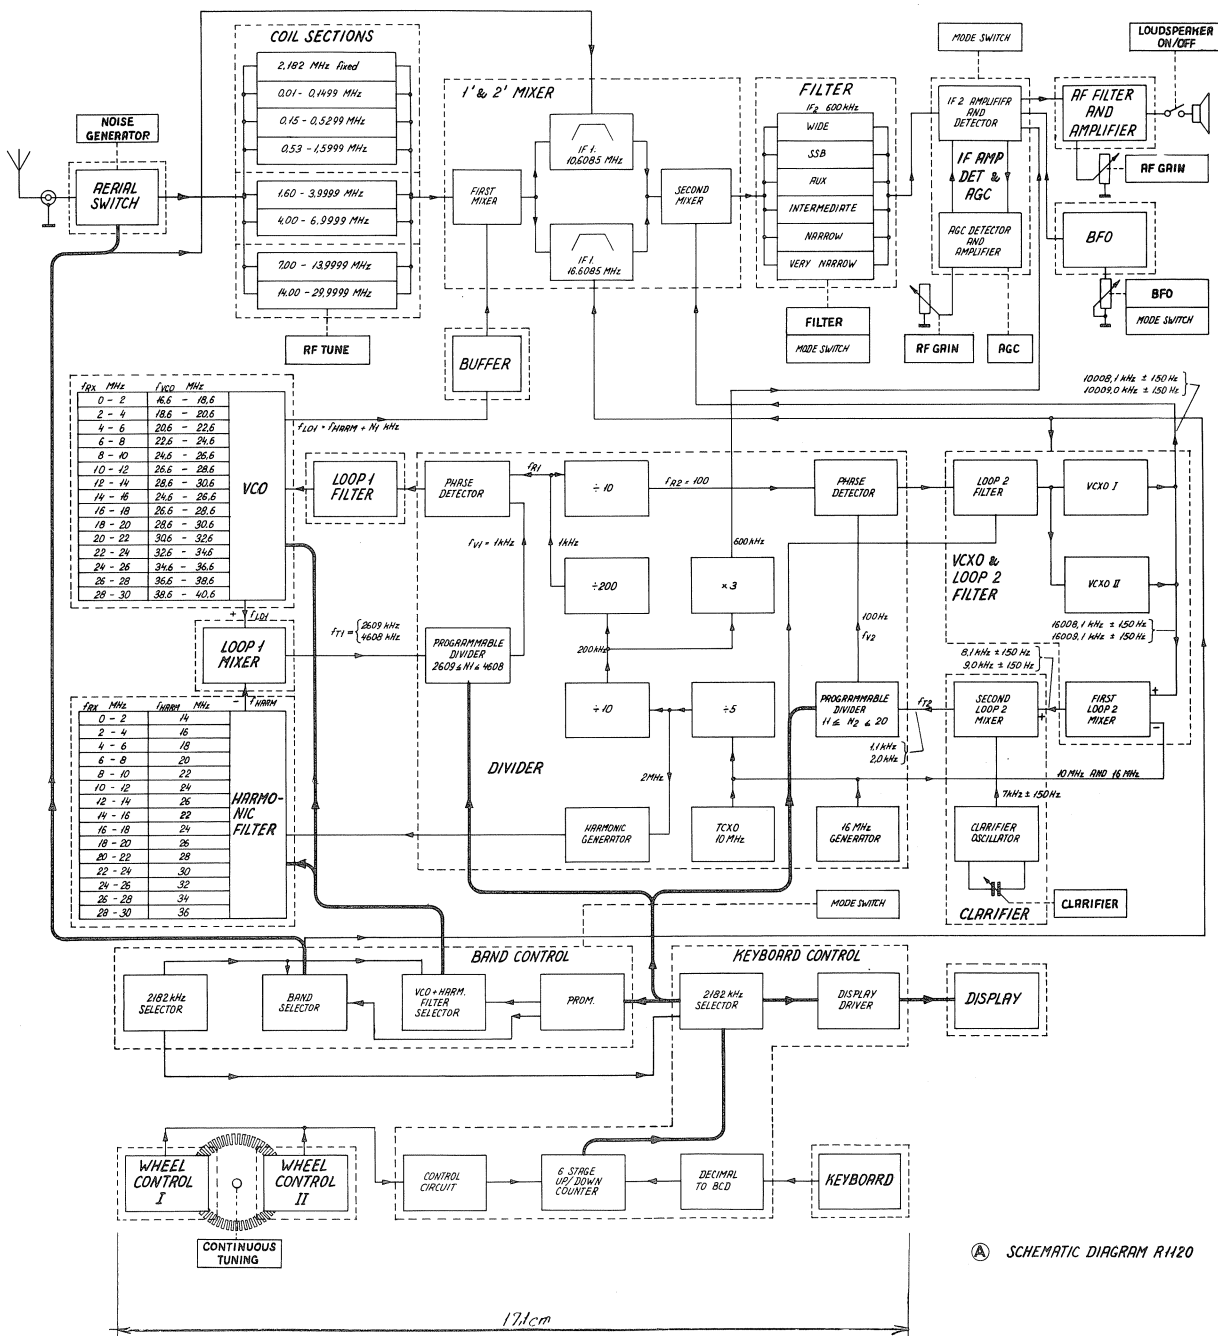 COIL SECTIONS
2,182 MHz fixed
0,01 - 0,1499 MHz
0,15 - 0,5299 MHz
0,53 - 1,5999 MHz
1.60 - 3,9999 MHz
4.00 - 6,9999 MHz
7.00 - 13,9999 MHz
14.00 - 29,9999 MHz
RF TUNE
NOISE
GENERATOR
AERIAL
SWITCH
1' & 2' MIXER
FIRST
MIXER
IF 1.
10,6085 MHz
IF 1.
16.6085 MHz
SECOND
MIXER
BUFFER
FILTER
IF2 600 kHz
WIDE
SSB
AUX
INTERMEDIATE
NARROW
VERY NARROW
FILTER
MODE SWITCH
MODE SWITCH
IF 2 AMPLIFIFR
AND
DETECTOR
IF AMP
DET &
AGC
AGC DETECTOR
AND
AMPLIFIER
RF GAIN
AGC
LOUDSPEAKER
ON/OFF
AF FILTER
AND
AMPLIFIER
AF GAIN
BFO
BFO
MODE SWITCH
fRX MHz fVCO MHz
0 - 2 16,6 - 18,6
2 - 4 18.6 - 20.6
4 - 6 20,6 - 22,6
6 - 8 22,6 - 24,6
8 - 10 24,6 - 26,6
10 - 12 26,6 - 28,6
12 - 14 28,6 - 30,6
14 - 16 24,6 - 26,6
16 - 18 26,6 - 28,6
18 - 20 28,6 - 30,6
20 - 22 30,6 - 32,6
22 - 24 32,6 - 34,6
24 - 26 34,6 - 36,6
26 - 28 36,6 - 38,6
28 - 30 38.6 - 40.6
VCO
fLO1 = fHARM + N1 kHz
LOOP 1
FILTER
+ fLO1
LOOP 1
MIXER
- fHARM
fT1 = { 2609 kHz
4608 kHz
fRX MHz fHARM MHz
0 - 2 14
2 - 4 16
4 - 6 18
6 - 8 20
8 - 10 22
10 - 12 24
12 - 14 26
14 - 16 22
16 - 18 24
18 - 20 26
20 - 22 28
22 - 24 30
24 - 26 32
26 - 28 34
28 - 30 36
HARMO-
NIC
FILTER
PHASE
DETECTOR
fR1
÷ 10
fR2 = 100
PHASE
DETECTOR
fV1 = 1kHz
1kHz
÷200
× 3
600 kHz
100Hz
fV2
200kHz
PROGRAMMABLE
DIVIDER
2609 ≤ N1 ≤ 4608
÷10
÷5
PROGRAMMABLE
DIVIDER
11 ≤ N2 ≤ 20
fT2
1,1 kHz
2,0 kHz
DIVIDER
2MHz
HARMONIC
GENERATOR
TCXO
10 MHz
16 MHz
GENERATOR
10008,1 kHz ± 150 Hz
10009,0 kHz ± 150 Hz
LOOP 2
FILTER
VCXO I
VCXO &
LOOP 2
FILTER
VCXO II
16008,1 kHz ± 150 Hz
16009,1 kHz ± 150 Hz
8,1 kHz ± 150 Hz
9.0 kHz ± 150 Hz
SECOND
LOOP 2
MIXER
+
FIRST
LOOP 2
MIXER
+
-
10 MHz AND 16 MHz
7kHz ± 150Hz
CLARIFIER
OSCILLATOR
CLARIFIER
CLARIFIER
MODE SWITCH
BAND CONTROL
2182 kHz
SELECTOR
BAND
SELECTOR
VCO + HARM.
FILTER
SELECTOR
PROM.
KEYBOARD CONTROL
2182 kHz
SELECTOR
DISPLAY
DRIVER
DISPLAY
WHEEL
CONTROL
I
WHEEL
CONTROL
II
CONTINUOUS
TUNING
CONTROL
CIRCUIT
6 STAGE
UP/DOWN
COUNTER
DECIMAL
TO BCD
KEYBOARD
A SCHEMATIC DIAGRAM R1120
17,1cm